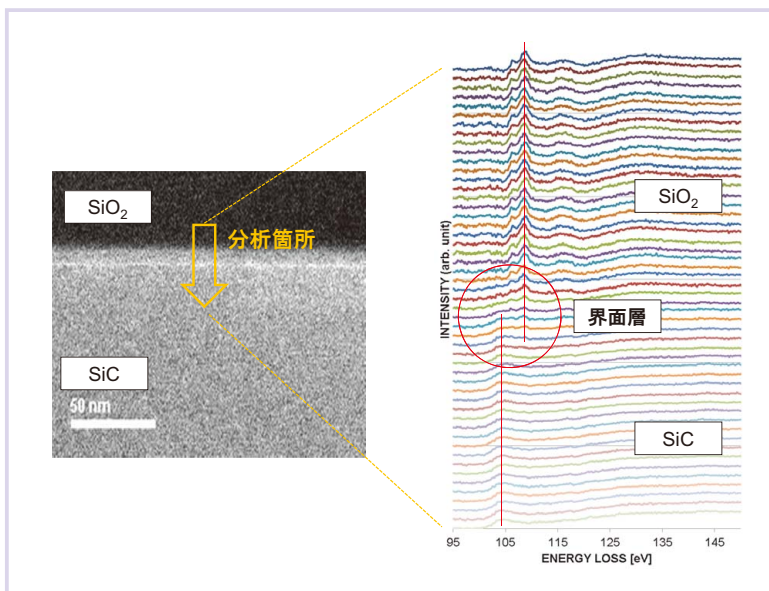 SiO₂
分析箇所
SiC
50 nm
INTENSITY (arb. unit)
SiO₂
界面層
SiC
95 105 115 125 135 145
ENERGY LOSS [eV]